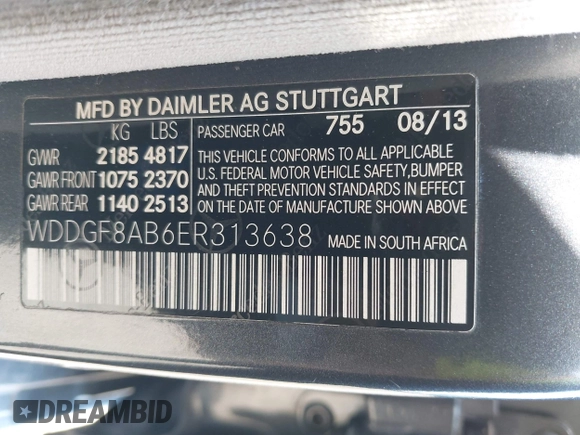 MFD BY DAIMLER AG STUTTGART
KG LBS PASSENGER CAR 755 08/13
GVWR 2185 4817
GAWR FRONT 1075 2370
GAWR REAR 1140 2513
THIS VEHICLE CONFORMS TO ALL APPLICABLE
U.S. FEDERAL MOTOR VEHICLE SAFETY,BUMPER
AND THEFT PREVENTION STANDARDS IN EFFECT
ON THE DATE OF MANUFACTURE SHOWN ABOVE.
WDDGF8AB6ER313638 MADE IN SOUTH AFRICA
DREAMBID